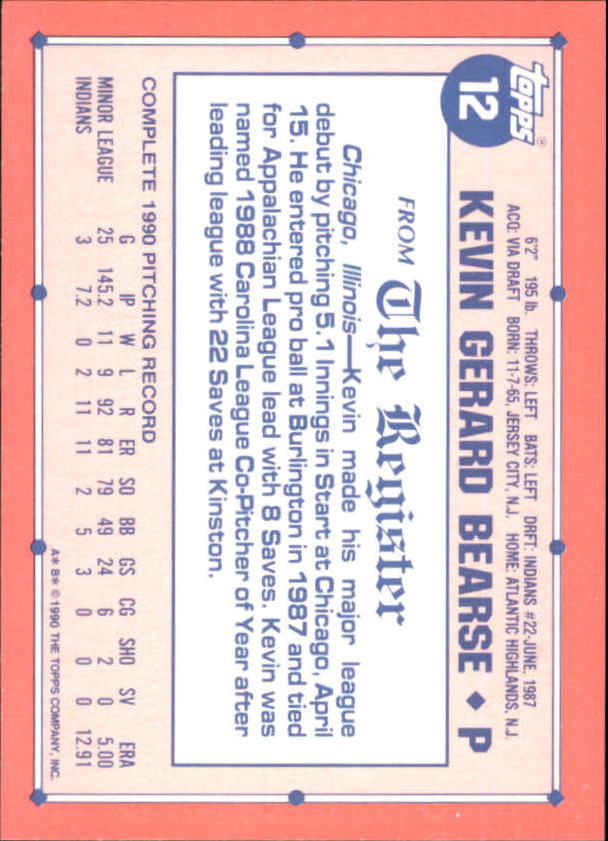 topps®
12
KEVIN GERARD BEARSE ◆ P
6'2" 195 lb. THROWS: LEFT BATS: LEFT DRFT: INDIANS #22-JUNE, 1987
ACQ: VIA DRAFT BORN: 11-7-65, JERSEY CITY, N.J. HOME: ATLANTIC HIGHLANDS, N.J.
FROM The Register
Chicago, Illinois—Kevin made his major league
debut by pitching 5.1 Innings in Start at Chicago, April
15. He entered pro ball at Burlington in 1987 and tied
for Appalachian League lead with 8 Saves. Kevin was
named 1988 Carolina League Co-Pitcher of Year after
leading league with 22 Saves at Kinston.
COMPLETE 1990 PITCHING RECORD
G IP W L R ER SO BB GS CG SHO SV ERA
MINOR LEAGUE 25 145.2 11 9 92 81 79 49 24 6 2 0 5.00
INDIANS 3 7.2 0 2 11 11 2 5 3 0 0 0 12.91
A* 8* ©1990 THE TOPPS COMPANY, INC.